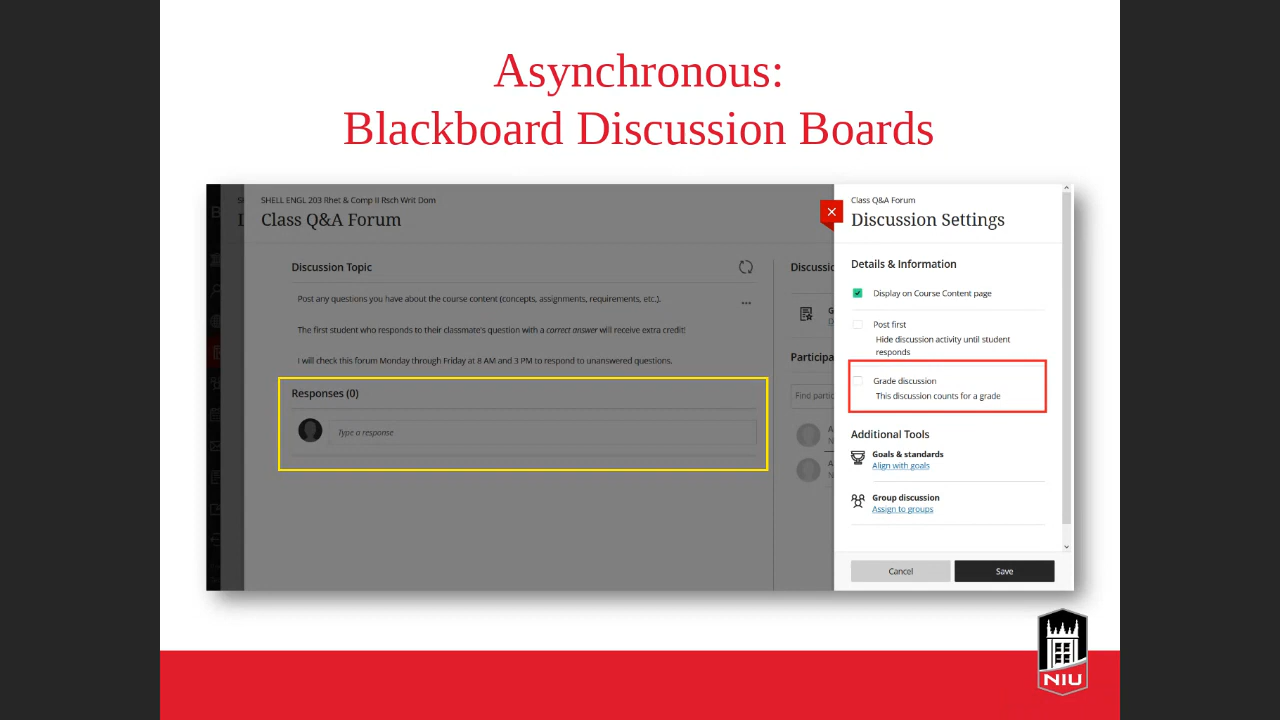 Asynchronous:
Blackboard Discussion Boards
SHELL ENGL 203 Rhet & Comp II Rsch Writ Dom
Class Q&A Forum
Discussion Topic
Post any questions you have about the course content (concepts, assignments, requirements, etc.).
The first student who responds to their classmate's question with a correct answer will receive extra credit!
I will check this forum Monday through Friday at 8 AM and 3 PM to respond to unanswered questions.
Responses (0)
Type a response
Discussi
Participa
Find partic
Class Q&A Forum
Discussion Settings
Details & Information
Display on Course Content page
Post first
Hide discussion activity until student
responds
Grade discussion
This discussion counts for a grade
Additional Tools
Goals & standards
Align with goals
Group discussion
Assign to groups
Cancel
Save
NIU